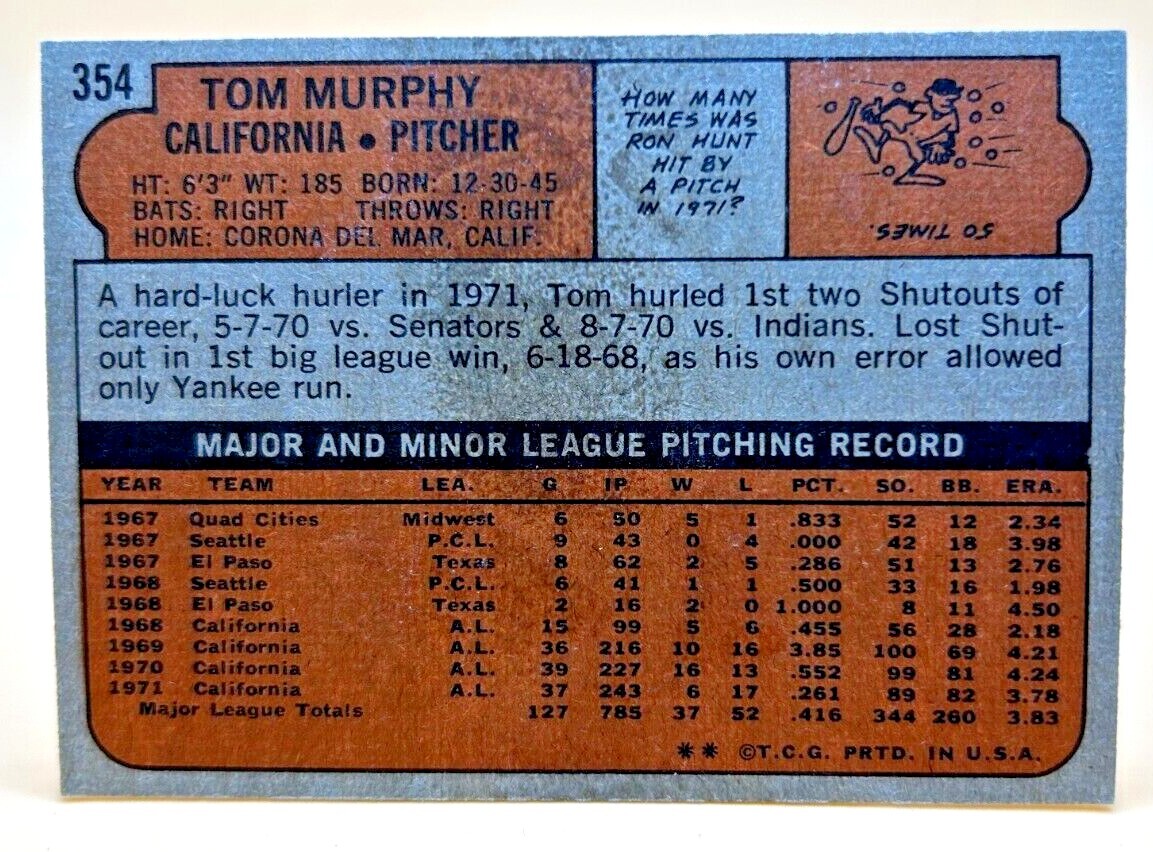 354
TOM MURPHY
CALIFORNIA • PITCHER
HT: 6'3" WT: 185 BORN: 12-30-45
BATS: RIGHT THROWS: RIGHT
HOME: CORONA DEL MAR, CALIF.
HOW MANY
TIMES WAS
RON HUNT
HIT BY
A PITCH
IN 1971?
50 TIMES.
A hard-luck hurler in 1971, Tom hurled 1st two Shutouts of
career, 5-7-70 vs. Senators & 8-7-70 vs. Indians. Lost Shut-
out in 1st big league win, 6-18-68, as his own error allowed
only Yankee run.
MAJOR AND MINOR LEAGUE PITCHING RECORD
YEAR TEAM LEA. G IP W L PCT. SO. BB. ERA.
1967 Quad Cities Midwest 6 50 5 1 .833 52 12 2.34
1967 Seattle P.C.L. 9 43 0 4 .000 42 18 3.98
1967 El Paso Texas 8 62 2 5 .286 51 13 2.76
1968 Seattle P.C.L. 6 41 1 1 .500 33 16 1.98
1968 El Paso Texas 2 16 2 0 1.000 8 11 4.50
1968 California A.L. 15 99 5 6 .455 56 28 2.18
1969 California A.L. 36 216 10 16 3.85 100 69 4.21
1970 California A.L. 39 227 16 13 .552 99 81 4.24
1971 California A.L. 37 243 6 17 .261 89 82 3.78
Major League Totals 127 785 37 52 .416 344 260 3.83
** ©T.C.G. PRTD. IN U.S.A.